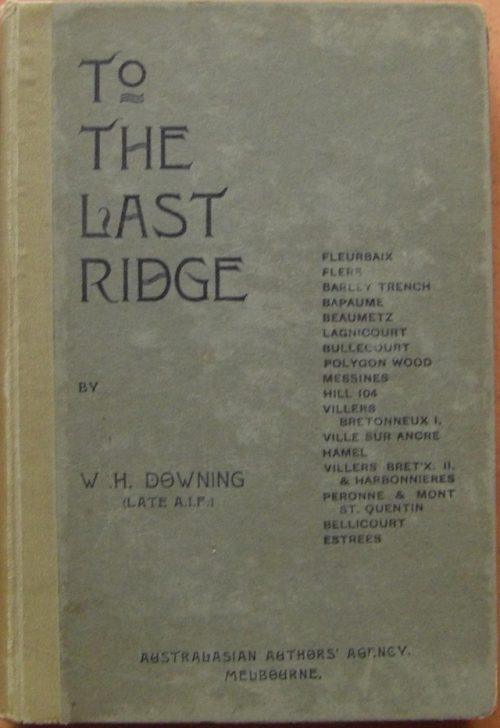 TO
THE
LAST
RIDGE
BY
W. H. DOWNING
(LATE A.I.F.)
FLEURBAIX
FLERS
BARLEY TRENCH
BAPAUME
BEAUMETZ
LAGNICOURT
BULLECOURT
POLYGON WOOD
MESSINES
HILL 104
VILLERS
BRETONNEUX I.
VILLE SUR ANCRE
HAMEL
VILLERS BRET'X. II.
& HARBONNIERES
PERONNE & MONT
ST. QUENTIN
BELLICOURT
ESTREES
AUSTRALASIAN AUTHORS' AGENCY.
MELBOURNE.